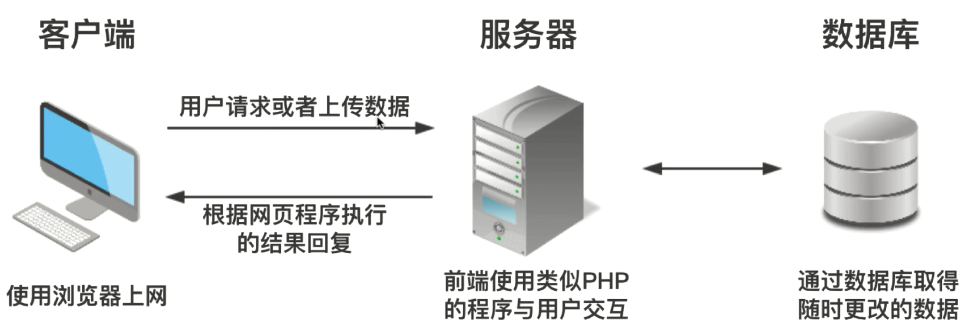 客户端
服务器
数据库
用户请求或者上传数据
根据网页程序执行
的结果回复
使用浏览器上网
前端使用类似PHP
的程序与用户交互
通过数据库取得
随时更改的数据